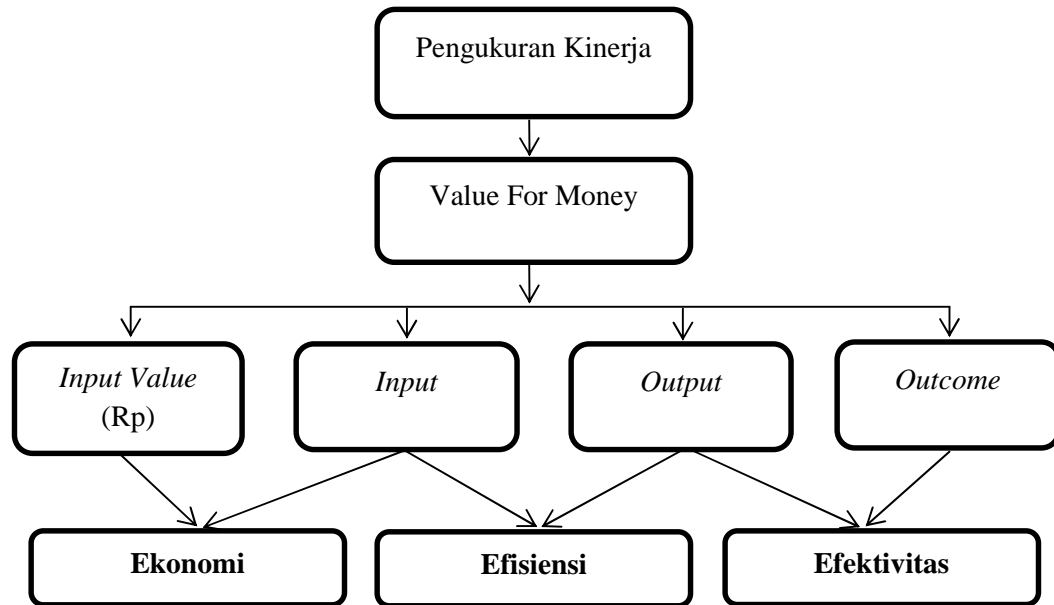 Pengukuran Kinerja
Value For Money
Input Value
(Rp)
Input
Output
Outcome
Ekonomi
Efisiensi
Efektivitas